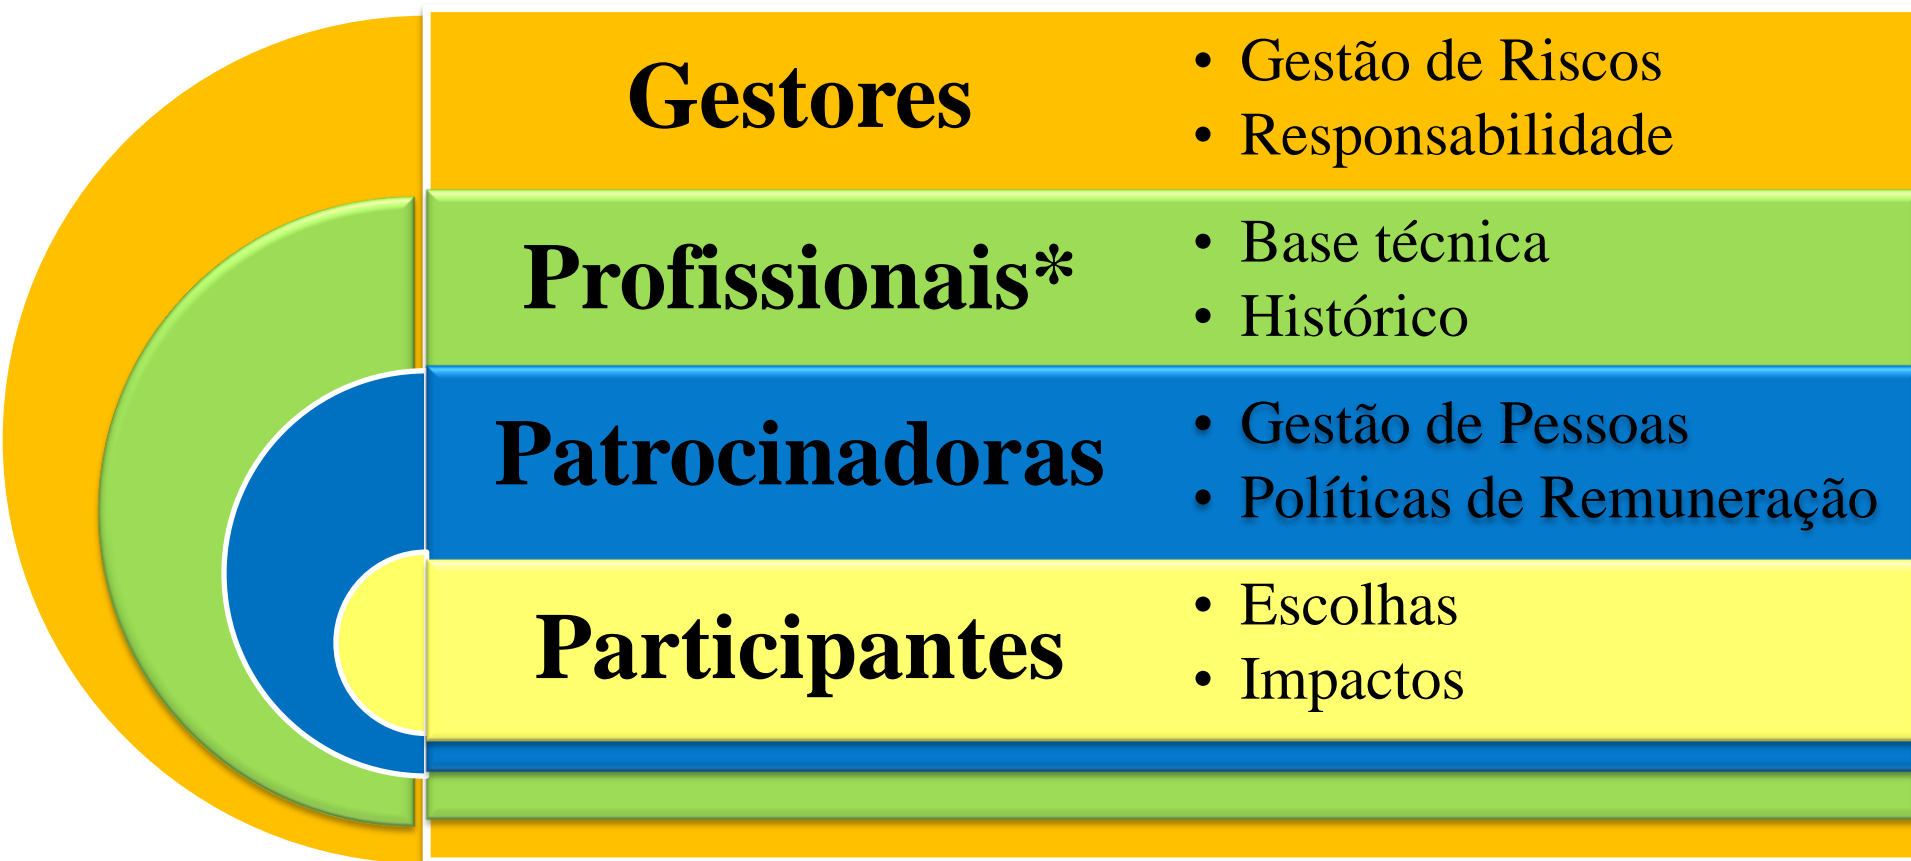 Gestores
• Gestão de Riscos
• Responsabilidade
Profissionais*
• Base técnica
• Histórico
Patrocinadoras
• Gestão de Pessoas
• Políticas de Remuneração
Participantes
• Escolhas
• Impactos